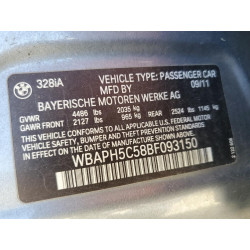 328iA
VEHICLE TYPE: PASSENGER CAR
09/11
BAYERISCHE MOTOREN WERKE AG
GVWR 4486 lbs 2035 kg
GAWR FRONT 2127 lbs 965 kg REAR 2524 lbs 1145 kg
THIS VEHICLE CONFORMS TO ALL APPLICABLE FEDERAL
MOTOR VEHICLE SAFETY, BUMPER, AND THEFT PREVENTION
STANDARDS IN EFFECT ON THE DATE OF MANUFACTURE
SHOWN ABOVE.
WBAPH5C58BF093150